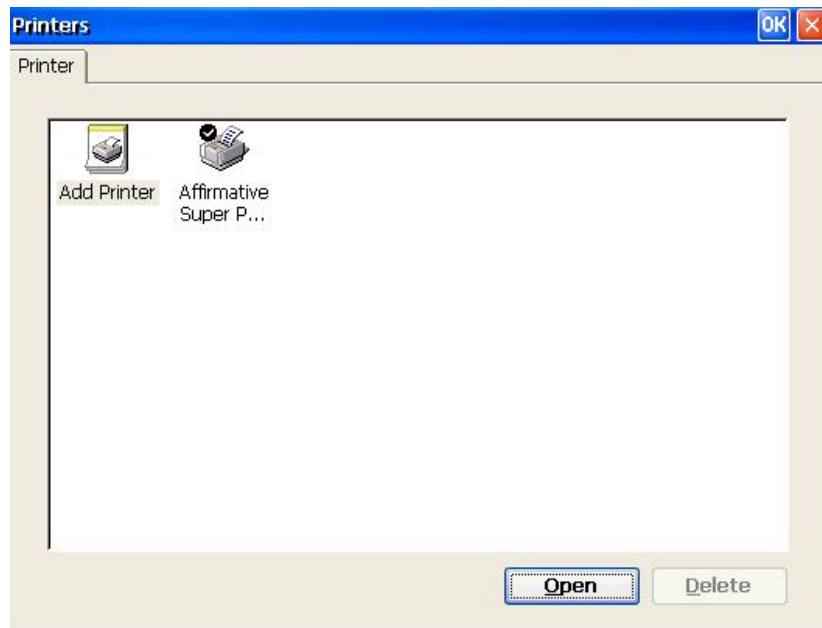 Printers
OK
Printer
Add Printer
Affirmative
Super P...
Open
Delete